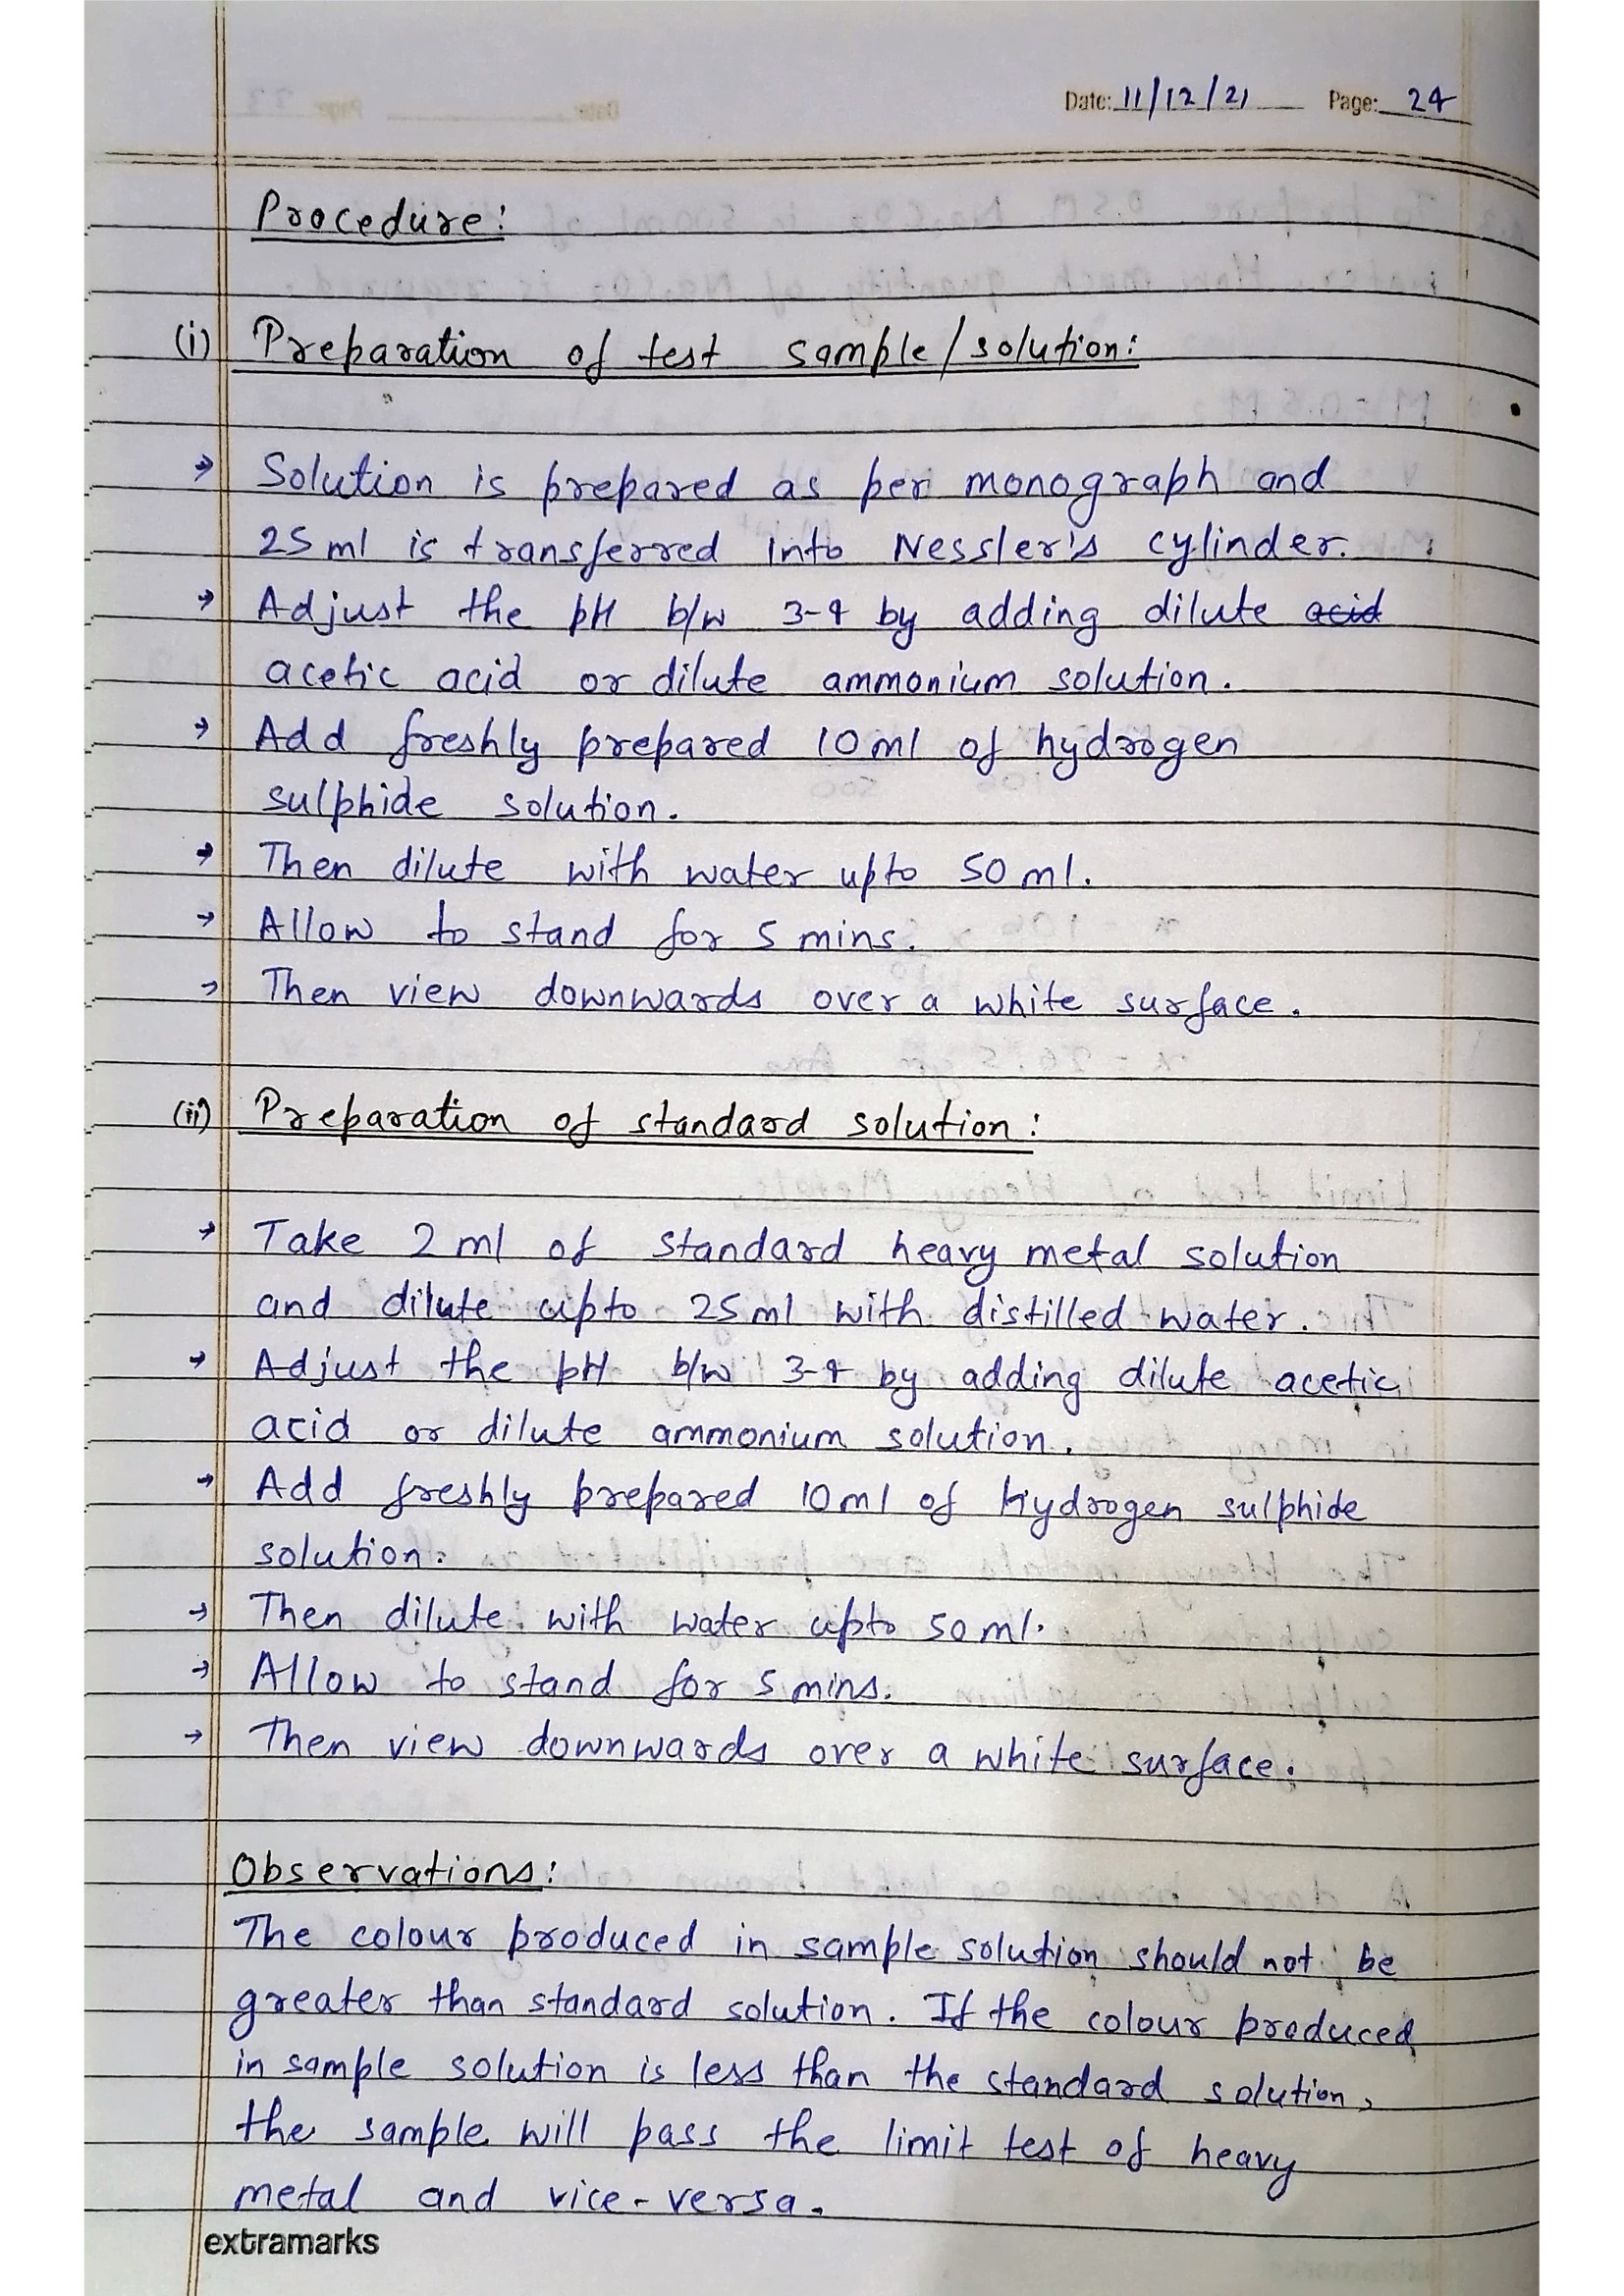 Date: 11/12/21 Page: 24
Procedure:
(i) Preparation of test sample/solution:
→ Solution is prepared as per monograph and
25 ml is transferred into Nessler's cylinder.
→ Adjust the pH b/w 3-4 by adding dilute acid
acetic acid or dilute ammonium solution.
→ Add freshly prepared 10 ml of hydrogen
sulphide solution.
→ Then dilute with water upto 50 ml.
→ Allow to stand for 5 mins.
→ Then view downwards over a white surface.
(ii) Preparation of standard solution:
→ Take 2 ml of standard heavy metal solution
and dilute upto 25 ml with distilled water.
→ Adjust the pH b/w 3-4 by adding dilute acetic
acid or dilute ammonium solution.
→ Add freshly prepared 10 ml of hydrogen sulphide
solution.
→ Then dilute with water upto 50 ml.
→ Allow to stand for 5 mins.
→ Then view downwards over a white surface.
Observations:
The colour produced in sample solution should not be
greater than standard solution. If the colour produced
in sample solution is less than the standard solution,
the sample will pass the limit test of heavy
metal and vice-versa.
extramarks